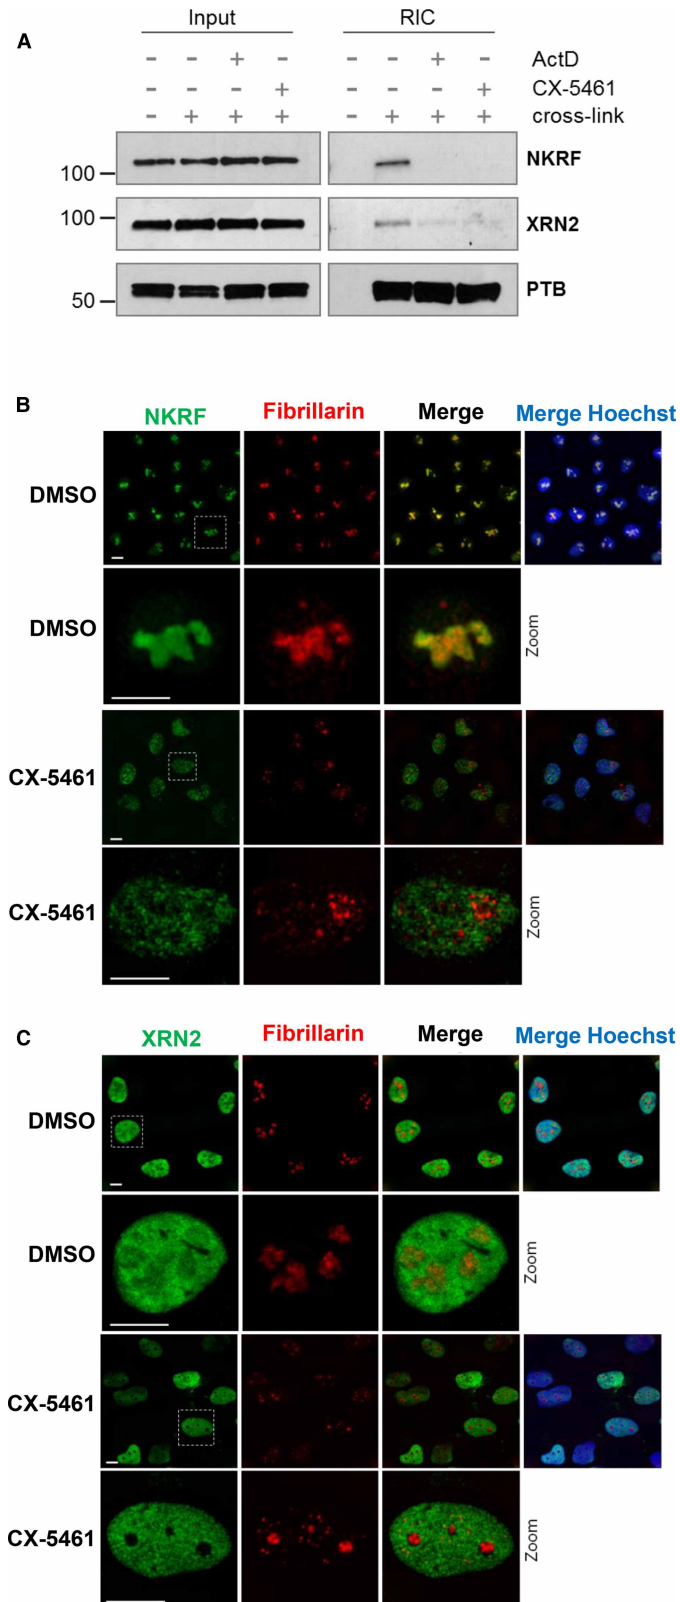 A
Input RIC
- - + - - - + - ActD
- - - + - - - + CX-5461
- + + + - + + + cross-link
100 NKRF
100 XRN2
50 PTB
B
NKRF Fibrillarin Merge Merge Hoechst
DMSO
DMSO Zoom
CX-5461
CX-5461 Zoom
C
XRN2 Fibrillarin Merge Merge Hoechst
DMSO
DMSO Zoom
CX-5461
CX-5461 Zoom